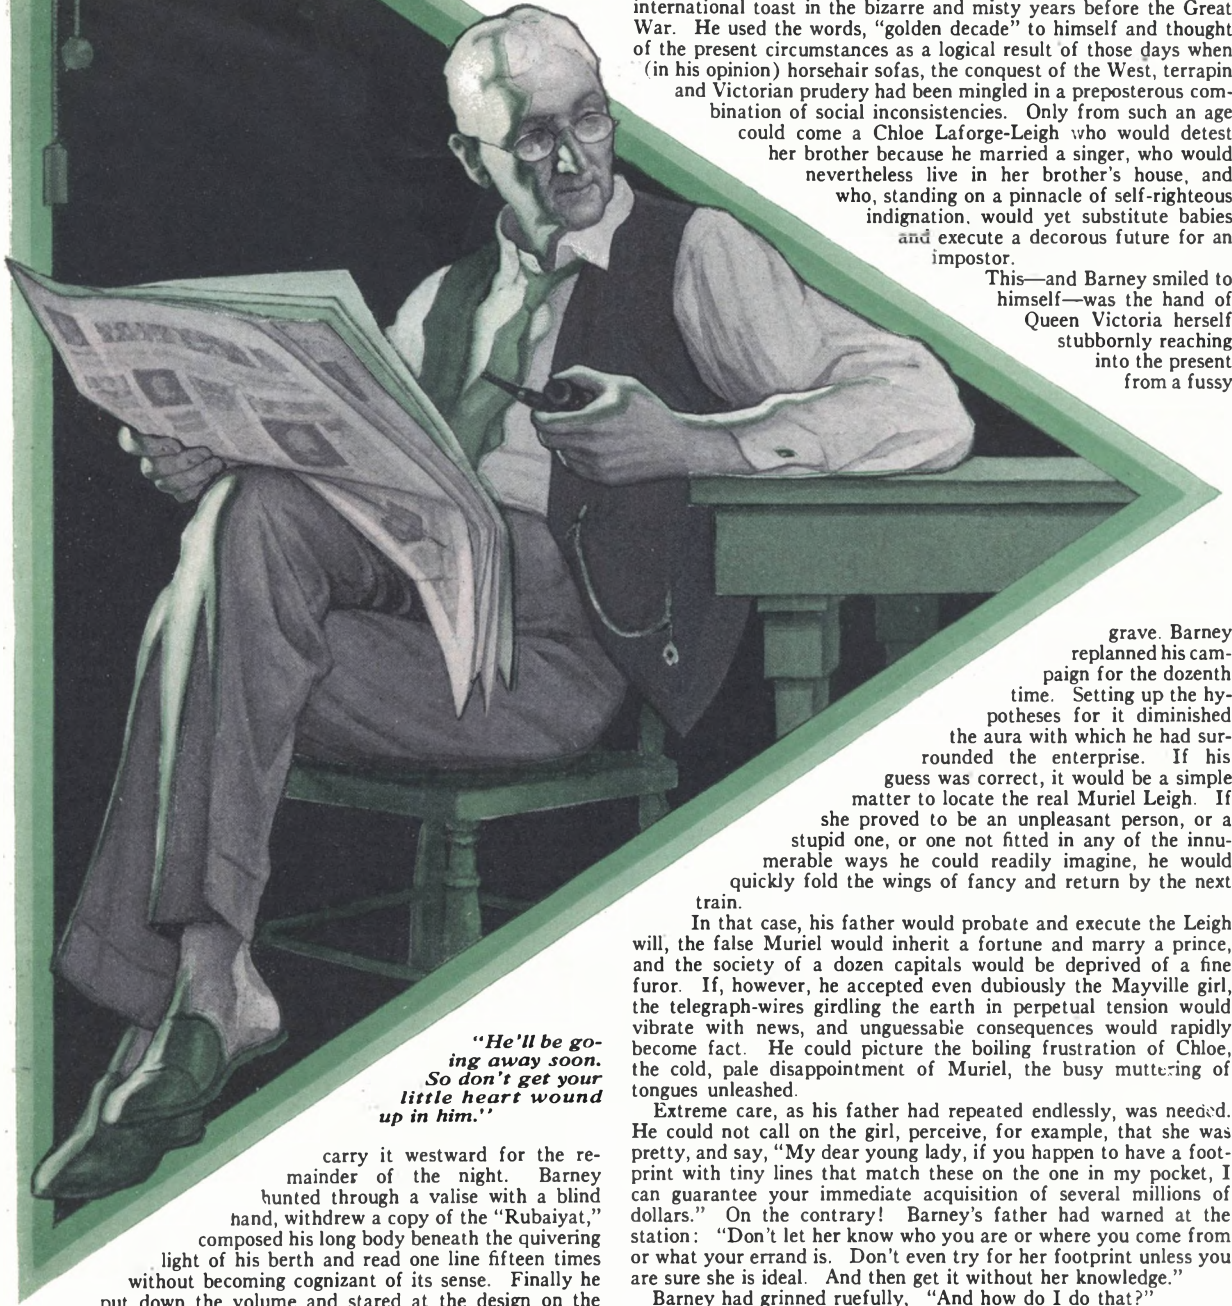 "He'll be go-
ing away soon.
So don't get your
little heart wound
up in him."
carry it westward for the re-
mainder of the night. Barney
hunted through a valise with a blind
hand, withdrew a copy of the "Rubaiyat,"
composed his long body beneath the quivering
light of his berth and read one line fifteen times
without becoming cognizant of its sense. Finally he
put down the volume and stared at the design on the
international toast in the bizarre and misty years before the Great
War. He used the words, "golden decade" to himself and thought
of the present circumstances as a logical result of those days when
(in his opinion) horsehair sofas, the conquest of the West, terrapin
and Victorian prudery had been mingled in a preposterous com-
bination of social inconsistencies. Only from such an age
could come a Chloe Laforge-Leigh who would detest
her brother because he married a singer, who would
nevertheless live in her brother's house, and
who, standing on a pinnacle of self-righteous
indignation, would yet substitute babies
and execute a decorous future for an
impostor.
This—and Barney smiled to
himself—was the hand of
Queen Victoria herself
stubbornly reaching
into the present
from a fussy
grave. Barney
replanned his cam-
paign for the dozenth
time. Setting up the hy-
potheses for it diminished
the aura with which he had sur-
rounded the enterprise. If his
guess was correct, it would be a simple
matter to locate the real Muriel Leigh. If
she proved to be an unpleasant person, or a
stupid one, or one not fitted in any of the innu-
merable ways he could readily imagine, he would
quickly fold the wings of fancy and return by the next
train.
In that case, his father would probate and execute the Leigh
will, the false Muriel would inherit a fortune and marry a prince,
and the society of a dozen capitals would be deprived of a fine
furor. If, however, he accepted even dubiously the Mayville girl,
the telegraph-wires girdling the earth in perpetual tension would
vibrate with news, and unguessable consequences would rapidly
become fact. He could picture the boiling frustration of Chloe,
the cold, pale disappointment of Muriel, the busy muttering of
tongues unleashed.
Extreme care, as his father had repeated endlessly, was needed.
He could not call on the girl, perceive, for example, that she was
pretty, and say, "My dear young lady, if you happen to have a foot-
print with tiny lines that match these on the one in my pocket, I
can guarantee your immediate acquisition of several millions of
dollars." On the contrary! Barney's father had warned at the
station: "Don't let her know who you are or where you come from
or what your errand is. Don't even try for her footprint unless you
are sure she is ideal. And then get it without her knowledge."
Barney had grinned ruefully, "And how do I do that?"